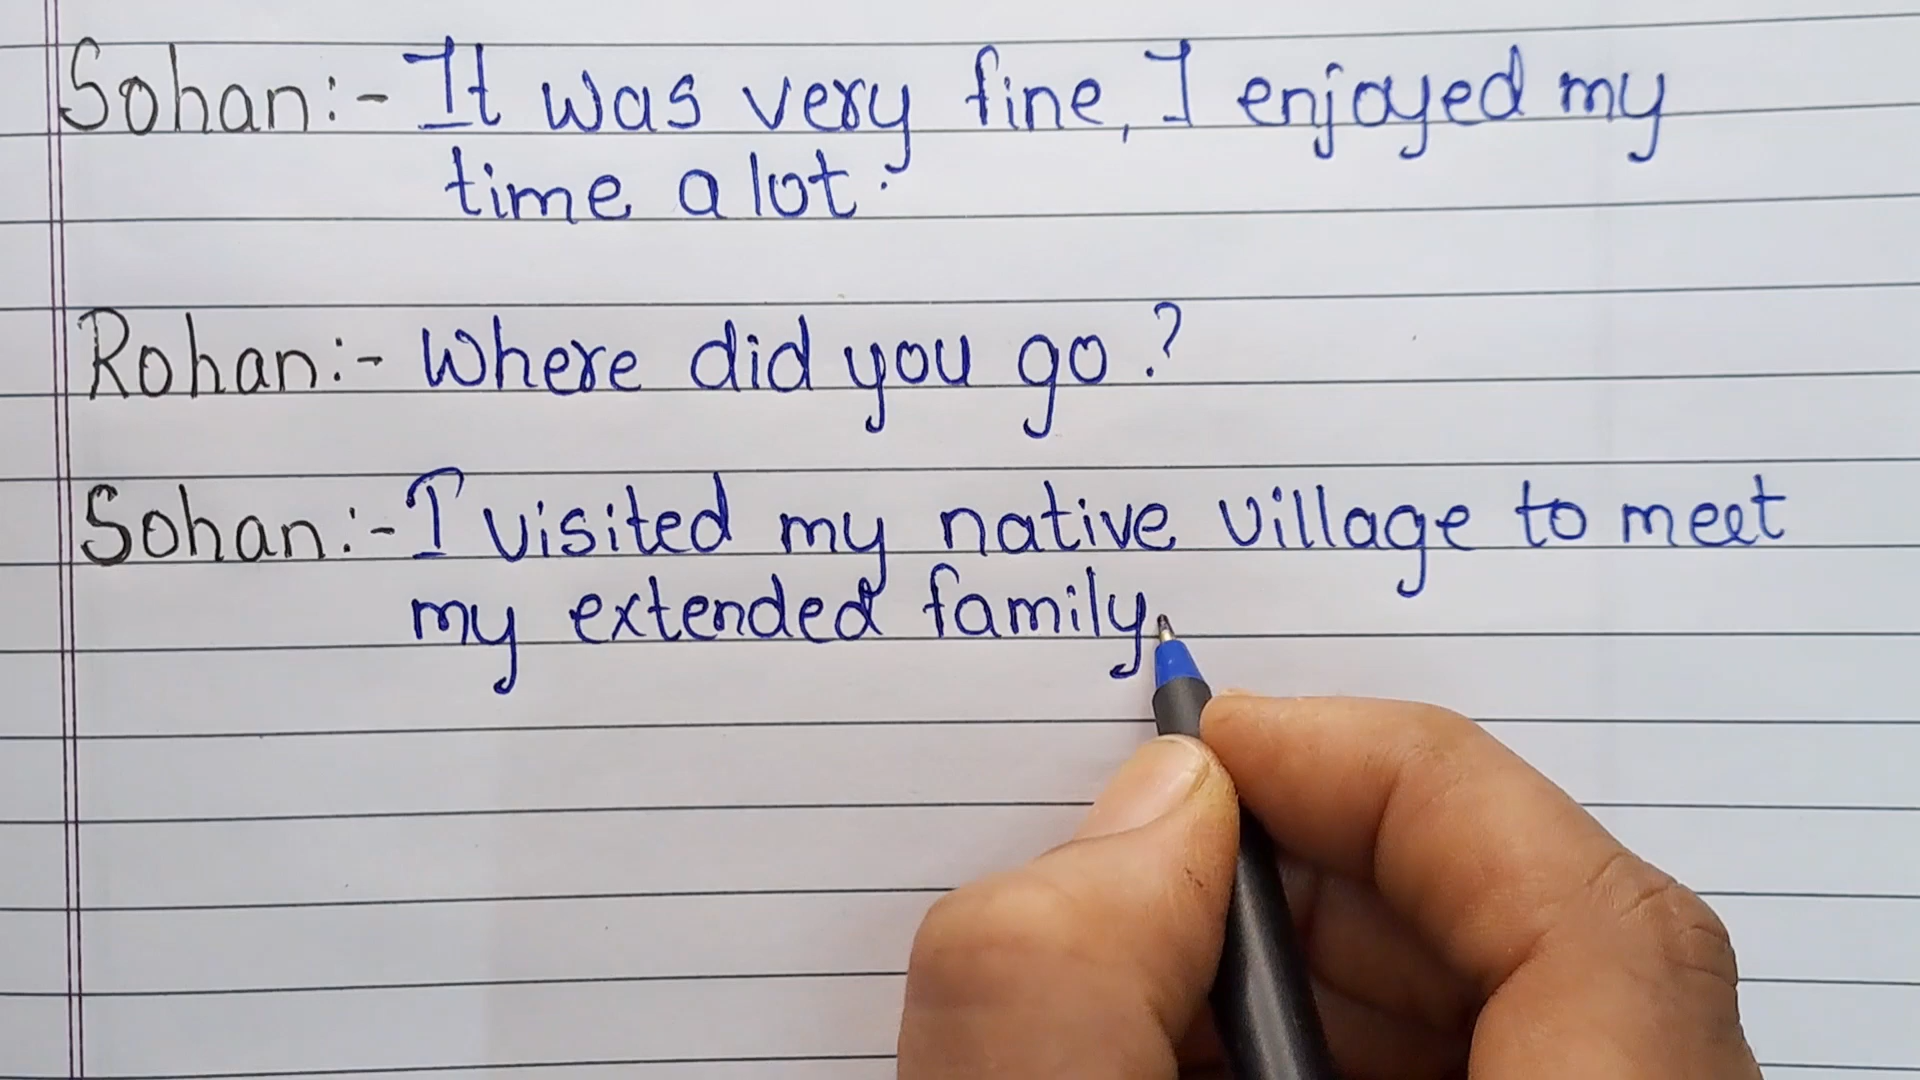 Sohan:- It was very fine, I enjoyed my
time a lot.
Rohan:- Where did you go?
Sohan:- I visited my native village to meet
my extended family.